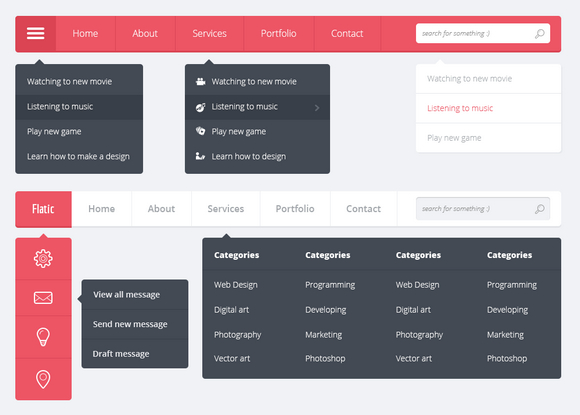 Home About Services Portfolio Contact search for something :)
Watching to new movie
Listening to music
Play new game
Learn how to make a design
Watching to new movie
Listening to music
Play new game
Learn how to design
Watching to new movie
Listening to music
Play new game
Flatic Home About Services Portfolio Contact search for something :)
View all message
Send new message
Draft message
Categories Categories Categories Categories
Web Design Programming Web Design Programming
Digital art Developing Digital art Developing
Photography Marketing Photography Marketing
Vector art Photoshop Vector art Photoshop